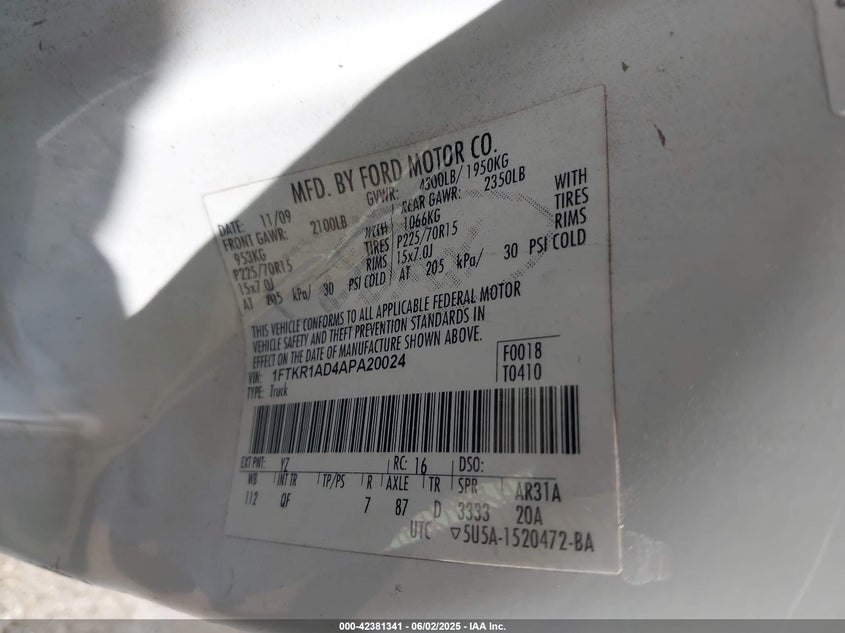 MFD. BY FORD MOTOR CO.
DATE: 11/09 GVWR: 4300LB/1950KG
FRONT GAWR: 2100LB REAR GAWR: 2350LB
953KG WITH 1066KG WITH
P225/70R15 TIRES P225/70R15 TIRES
15x7.0J RIMS 15x7.0J RIMS
AT 205 kPa/ 30 PSI COLD AT 205 kPa/ 30 PSI COLD
THIS VEHICLE CONFORMS TO ALL APPLICABLE FEDERAL MOTOR
VEHICLE SAFETY AND THEFT PREVENTION STANDARDS IN
EFFECT ON THE DATE OF MANUFACTURE SHOWN ABOVE.
VIN: 1FTKR1AD4APA20024 F0018
TYPE: Truck T0410
EXT PNT: YZ RC: 16 DSO:
WB INT TR TP/PS R AXLE TR SPR AR31A
112 QF 7 87 D 3333 20A
UTC ▽5U5A-1520472-BA
000-42381341 | 06/02/2025 | IAA Inc.